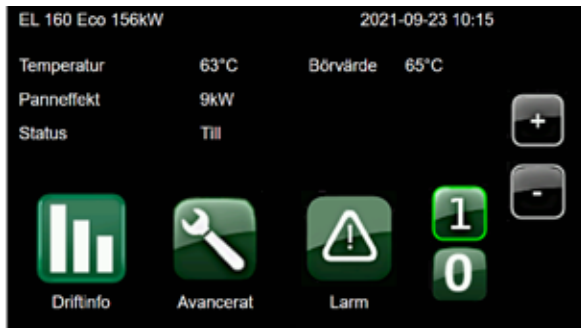 EL 160 Eco 156kW 2021-09-23 10:15
Temperatur 63°C Börvärde 65°C
Panneffekt 9kW
Status Till
+
-
1
0
Driftinfo Avancerat Larm